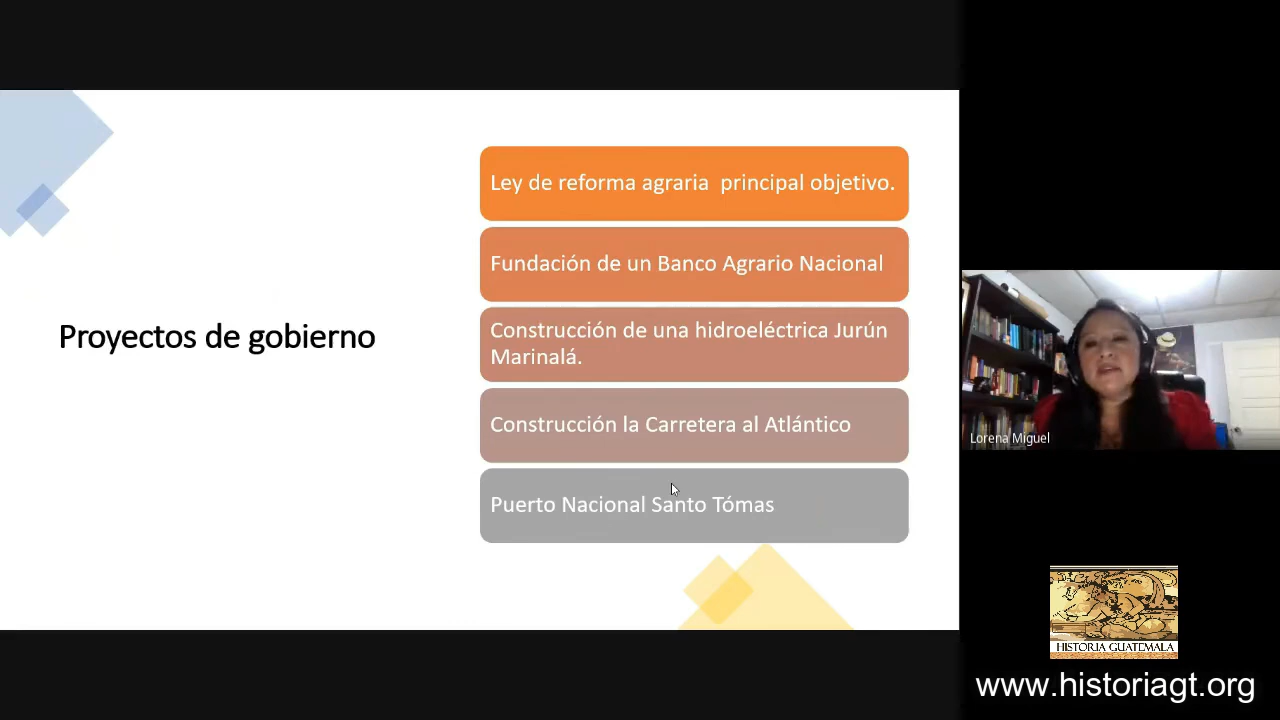 Proyectos de gobierno
Ley de reforma agraria  principal objetivo.
Fundación de un Banco Agrario Nacional
Construcción de una hidroeléctrica Jurún
Marinalá.
Construcción la Carretera al Atlántico
Puerto Nacional Santo Tómas
Lorena Miguel
HISTORIA GUATEMALA
www.historiagt.org